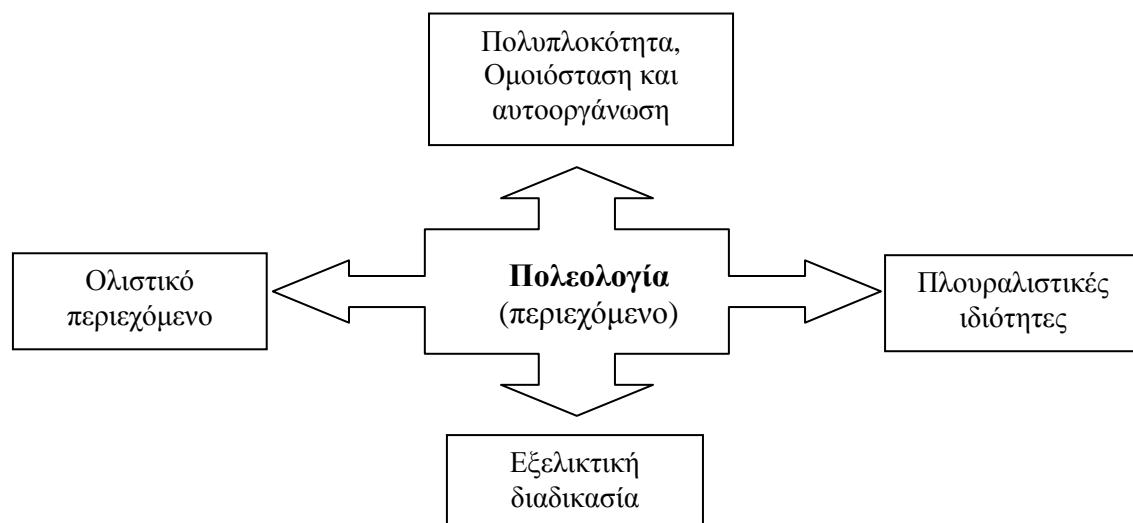 Πολυπλοκότητα,
Ομοιόσταση και
αυτοοργάνωση
Ολιστικό
περιεχόμενο
Πολεολογία
(περιεχόμενο)
Πλουραλιστικές
ιδιότητες
Εξελικτική
διαδικασία